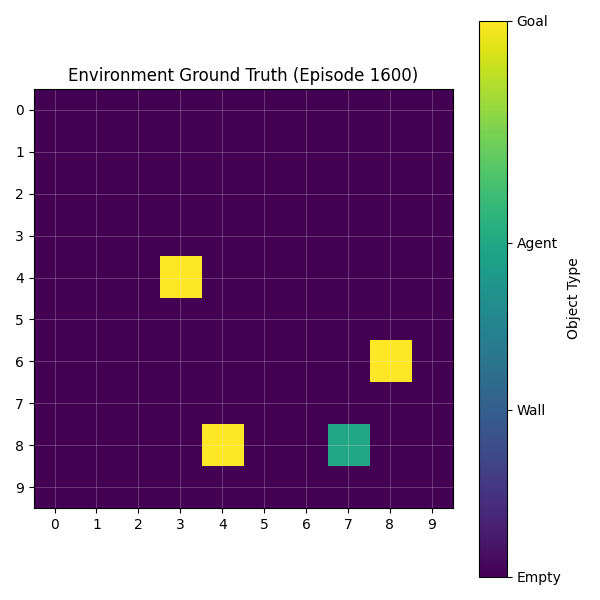 Environment Ground Truth (Episode 1600)
0
1
2
3
4
5
6
7
8
9
0 1 2 3 4 5 6 7 8 9
Goal
Agent
Wall
Empty
Object Type